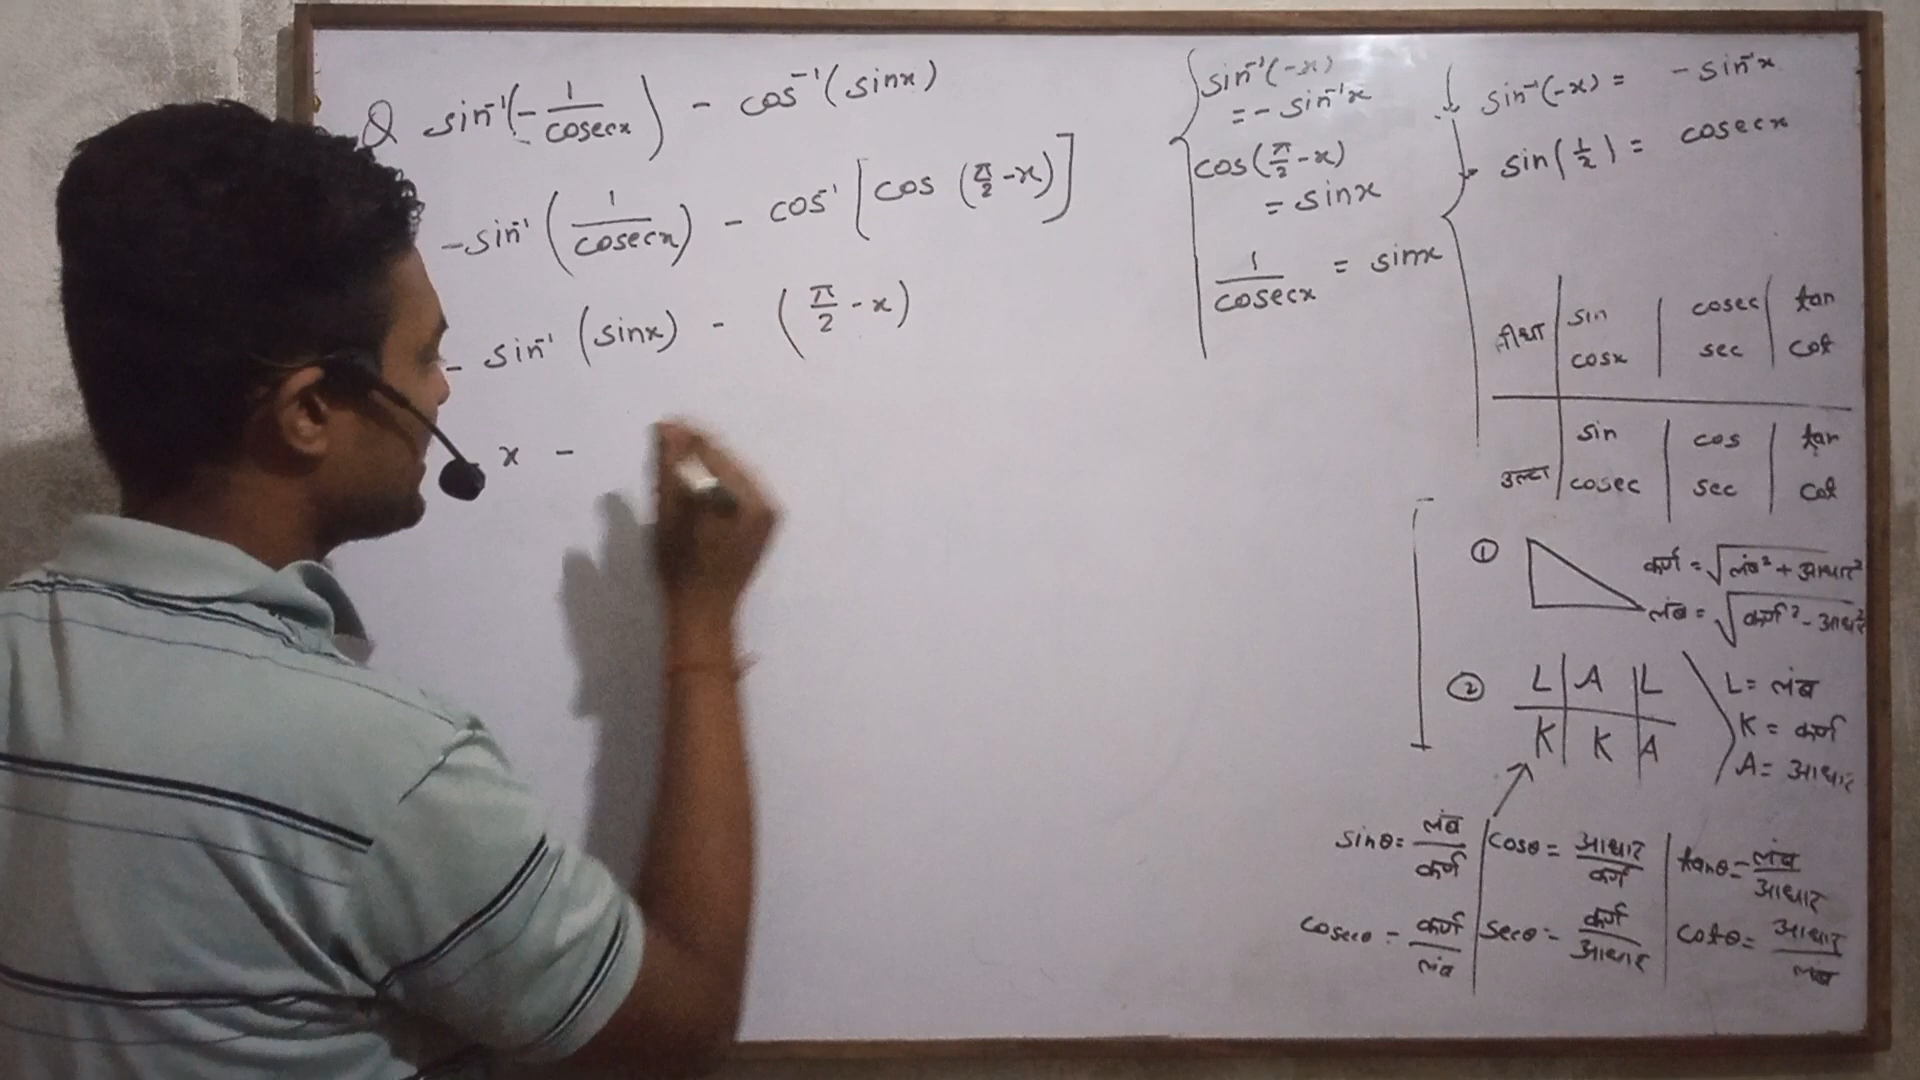 Q sin⁻¹(-1/cosecx) - cos⁻¹(sinx)
-sin⁻¹(1/cosecx) - cos⁻¹[cos(π/2-x)]
- sin⁻¹(sinx) - (π/2-x)
x -
sin⁻¹(-x)
= - sin⁻¹x
cos(π/2-x)
= sinx
1/cosecx = sinx
sin⁻¹(-x) = - sin⁻¹x
sin(1/2) = cosecx
sin | cosec | tan
cosx | sec | cot
उल्टा
sin | cos | tan
cosec | sec | cot
① कर्ण = √लंब² + आधार²
लंब = √कर्ण² - आधार²
② L | A | L
K | K | A
L = लंब
K = कर्ण
A = आधार
sinθ = लंब/कर्ण | cosθ = आधार/कर्ण | tanθ = लंब/आधार
cosecθ = कर्ण/लंब | secθ = कर्ण/आधार | cotθ = आधार/लंब